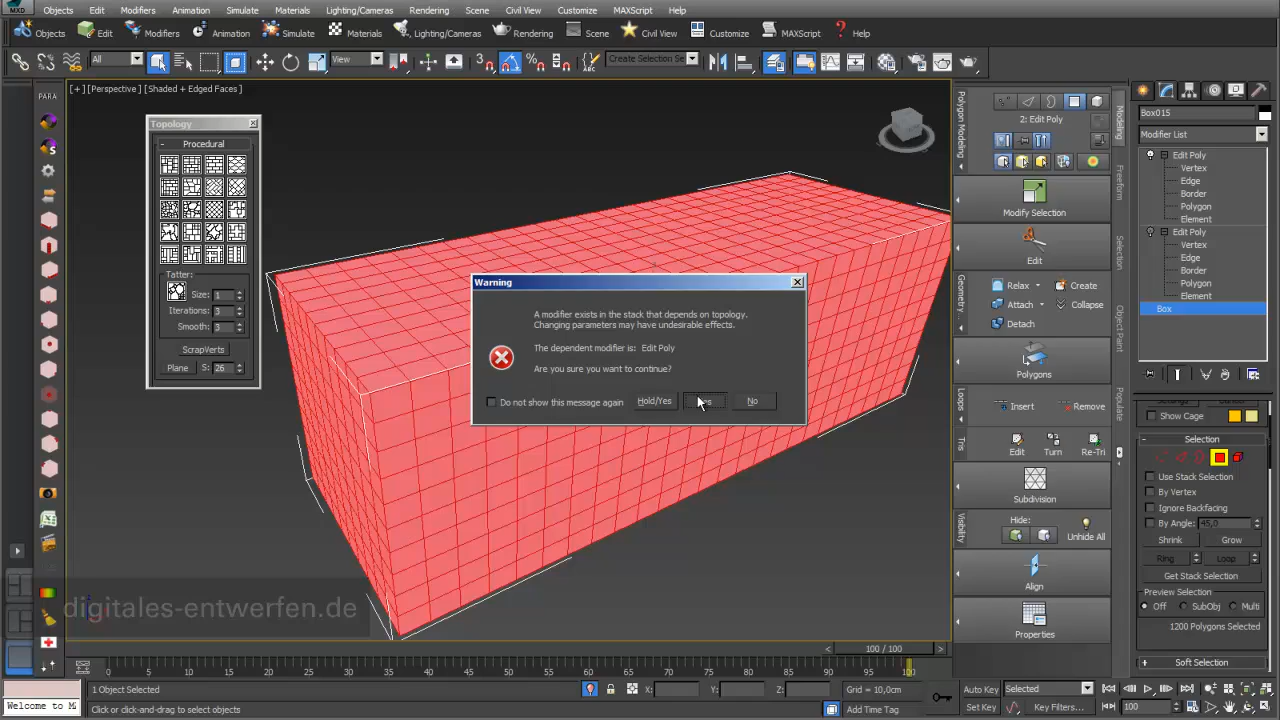 MXD
Objects Edit Modifiers Animation Simulate Materials Lighting/Cameras Rendering Scene Civil View Customize MAXScript Help
Objects Edit Modifiers Animation Simulate Materials Lighting/Cameras Rendering Scene Civil View Customize MAXScript Help
All View 3 Create Selection Se
[+] [Perspective] [Shaded + Edged Faces]
PARA
Topology
- Procedural
Tatter:
Size: 1
Iterations: 3
Smooth: 3
ScrapVerts
Plane S: 26
Warning
A modifier exists in the stack that depends on topology.
Changing parameters may have undesirable effects.
The dependent modifier is: Edit Poly
Are you sure you want to continue?
Do not show this message again Hold/Yes Yes No
Polygon Modeling
2: Edit Poly
Modify Selection
Edit
Geometry
Relax Create
Attach Collapse
Detach
Polygons
Loops
Insert Remove
Tris
Edit Turn Re-Tri
Subdivision
Visibility
Hide:
Unhide All
Align
Properties
Modeling
Freeform
Selection
Object Paint
Populate
Box015
Modifier List
Edit Poly
Vertex
Edge
Border
Polygon
Element
Edit Poly
Vertex
Edge
Border
Polygon
Element
Box
Show Cage
- Selection
Use Stack Selection
By Vertex
Ignore Backfacing
By Angle: 45,0
Shrink Grow
Ring Loop
Get Stack Selection
Preview Selection
Off SubObj Multi
1200 Polygons Selected
+ Soft Selection
digitales-entwerfen.de
< 100 / 100 >
0 5 10 15 20 25 30 35 40 45 50 55 60 65 70 75 80 85 90 95 100
1 Object Selected X: Y: Z: Grid = 10,0cm Auto Key Selected
Welcome to M Click or click-and-drag to select objects Add Time Tag Set Key Key Filters... 100